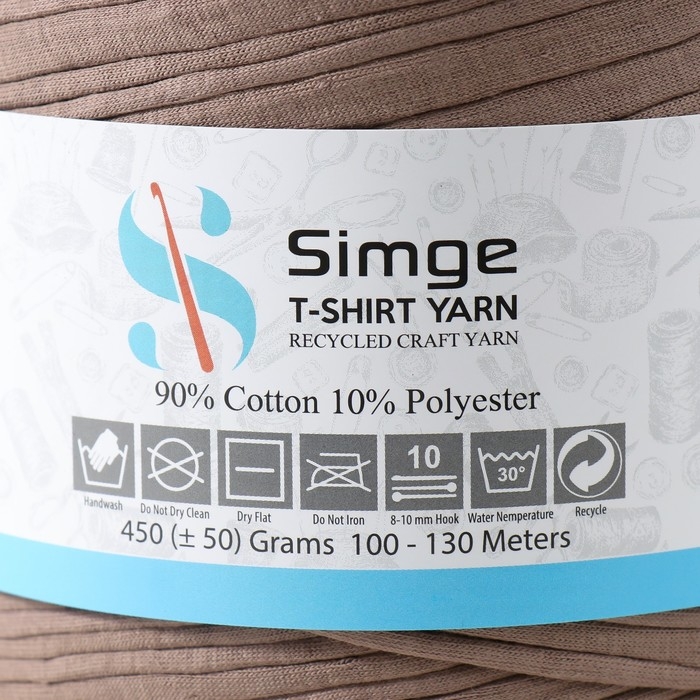 Simge
T-SHIRT YARN
RECYCLED CRAFT YARN
90% Cotton 10% Polyester
10
30°
Handwash Do Not Dry Clean Dry Flat Do Not Iron 8-10 mm Hook Water Nemperature Recycle
450 (± 50) Grams 100 - 130 Meters